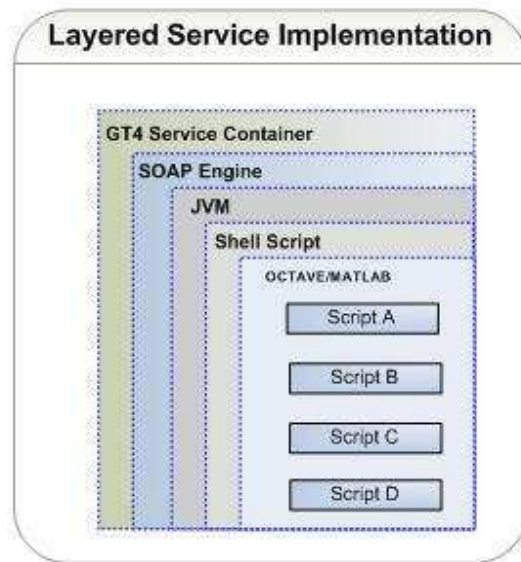 Layered Service Implementation
GT4 Service Container
SOAP Engine
JVM
Shell Script
OCTAVE/MATLAB
Script A
Script B
Script C
Script D